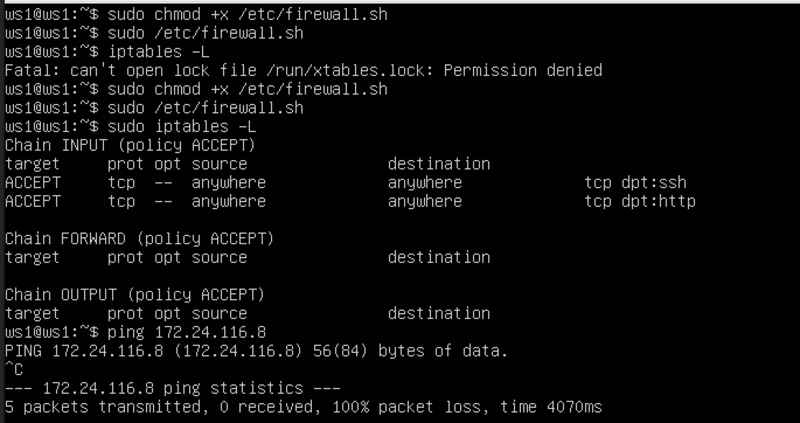 ws1@ws1:~$ sudo chmod +x /etc/firewall.sh
ws1@ws1:~$ sudo /etc/firewall.sh
ws1@ws1:~$ iptables -L
Fatal: can't open lock file /run/xtables.lock: Permission denied
ws1@ws1:~$ sudo chmod +x /etc/firewall.sh
ws1@ws1:~$ sudo /etc/firewall.sh
ws1@ws1:~$ sudo iptables -L
Chain INPUT (policy ACCEPT)
target     prot opt source               destination
ACCEPT     tcp  --  anywhere             anywhere             tcp dpt:ssh
ACCEPT     tcp  --  anywhere             anywhere             tcp dpt:http
Chain FORWARD (policy ACCEPT)
target     prot opt source               destination
Chain OUTPUT (policy ACCEPT)
target     prot opt source               destination
ws1@ws1:~$ ping 172.24.116.8
PING 172.24.116.8 (172.24.116.8) 56(84) bytes of data.
^C
--- 172.24.116.8 ping statistics ---
5 packets transmitted, 0 received, 100% packet loss, time 4070ms